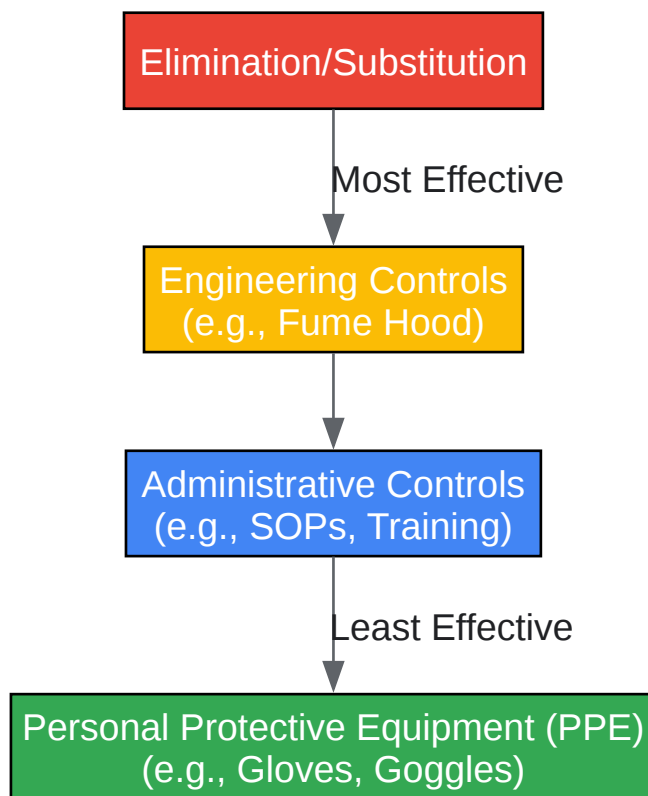 Elimination/Substitution
Most Effective
Engineering Controls
(e.g., Fume Hood)
Administrative Controls
(e.g., SOPs, Training)
Least Effective
Personal Protective Equipment (PPE)
(e.g., Gloves, Goggles)